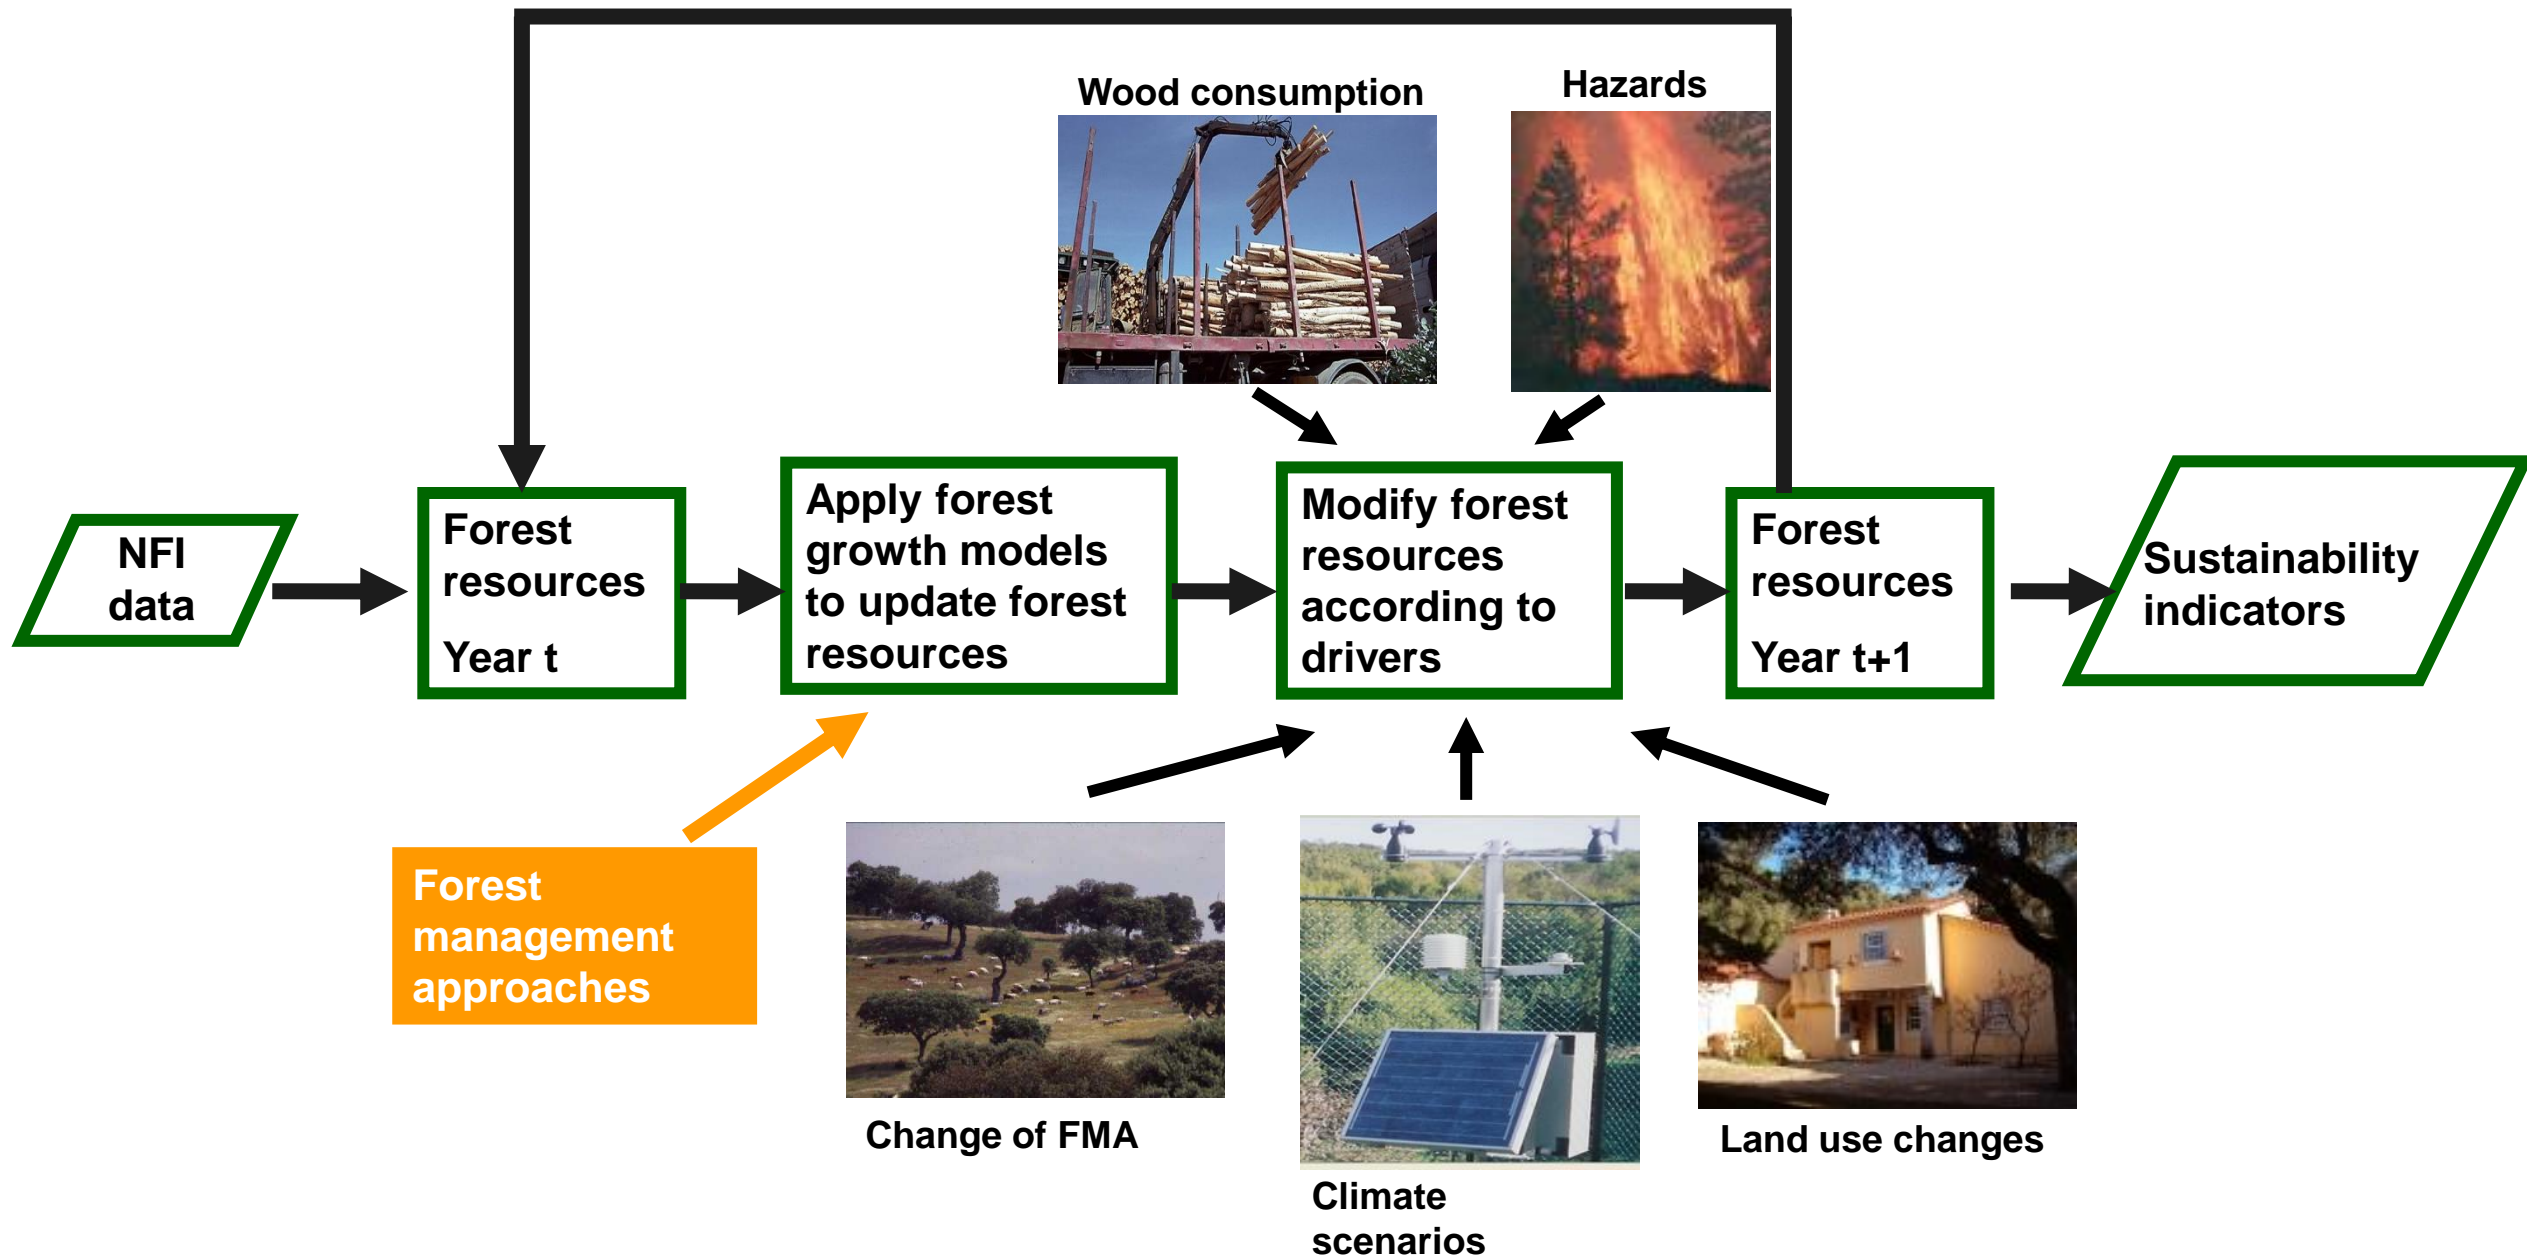 Wood consumption
Hazards
NFI
data
Forest
resources
Year t
Apply forest
growth models
to update forest
resources
Modify forest
resources
according to
drivers
Forest
resources
Year t+1
Sustainability
indicators
Forest
management
approaches
Change of FMA
Climate
scenarios
Land use changes